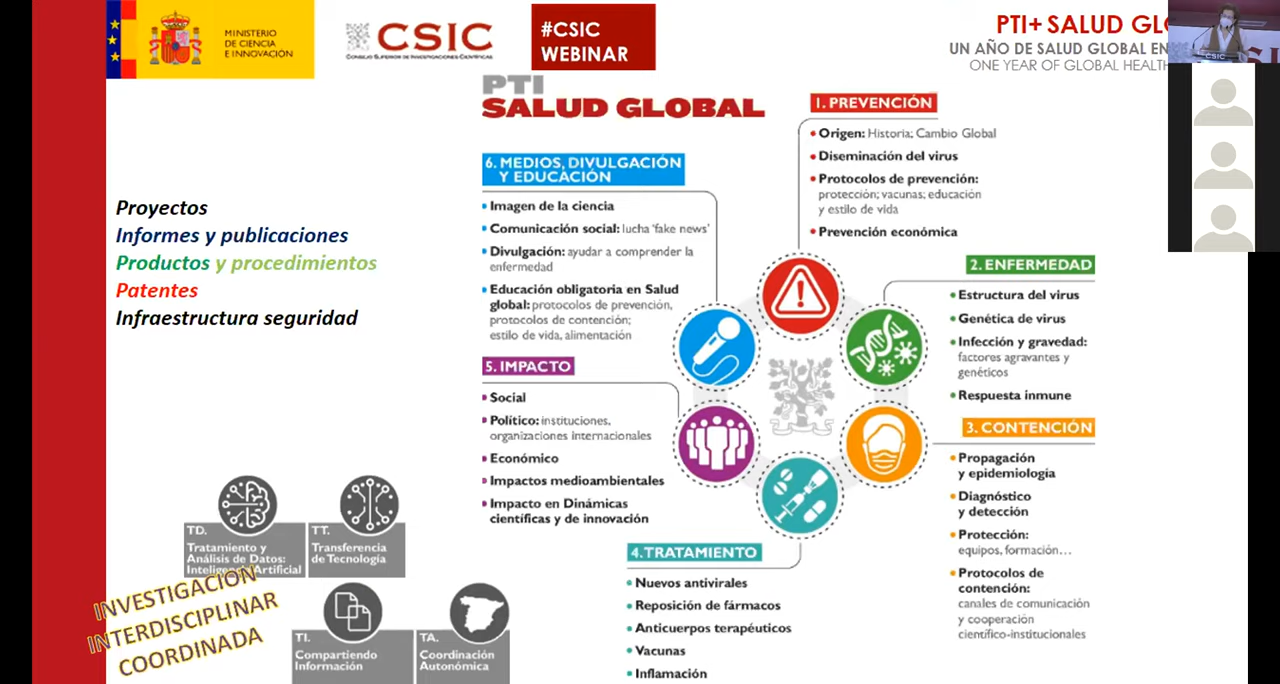 MINISTERIO
DE CIENCIA
E INNOVACIÓN
CSIC
CONSEJO SUPERIOR DE INVESTIGACIONES CIENTÍFICAS
#CSIC
WEBINAR
PTI+ SALUD GL
UN AÑO DE SALUD GLOBAL EN
ONE YEAR OF GLOBAL HEALTH
CSIC
PTI
SALUD GLOBAL
Proyectos
Informes y publicaciones
Productos y procedimientos
Patentes
Infraestructura seguridad
1. PREVENCIÓN
Origen: Historia; Cambio Global
Diseminación del virus
Protocolos de prevención:
protección; vacunas; educación
y estilo de vida
Prevención económica
2. ENFERMEDAD
Estructura del virus
Genética de virus
Infección y gravedad:
factores agravantes y
genéticos
Respuesta inmune
3. CONTENCIÓN
Propagación
y epidemiología
Diagnóstico
y detección
Protección:
equipos, formación...
Protocolos de
contención:
canales de comunicación
y cooperación
científico-institucionales
4. TRATAMIENTO
Nuevos antivirales
Reposición de fármacos
Anticuerpos terapéuticos
Vacunas
Inflamación
5. IMPACTO
Social
Político: instituciones,
organizaciones internacionales
Económico
Impactos medioambientales
Impacto en Dinámicas
científicas y de innovación
6. MEDIOS, DIVULGACIÓN
Y EDUCACIÓN
Imagen de la ciencia
Comunicación social: lucha 'fake news'
Divulgación: ayudar a comprender la
enfermedad
Educación obligatoria en Salud
global: protocolos de prevención,
protocolos de contención;
estilo de vida, alimentación
TD.
Tratamiento y
Análisis de Datos:
Inteligencia Artificial
TT.
Transferencia
de Tecnología
TI.
Compartiendo
Información
TA.
Coordinación
Autonómica
INVESTIGACION
INTERDISCIPLINAR
COORDINADA